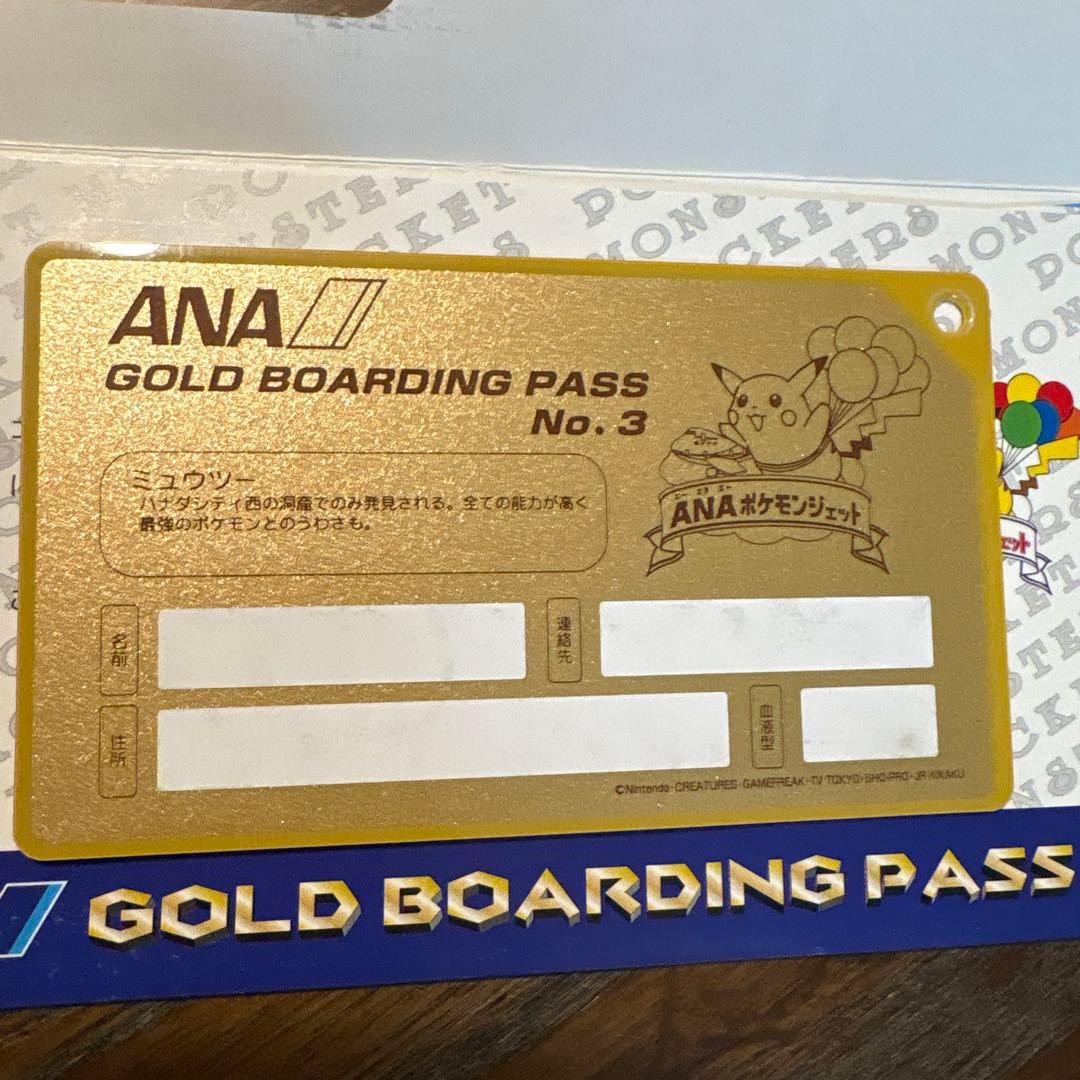 ANA
GOLD BOARDING PASS
No. 3
ミュウツー
ハナダシティ西の洞窟でのみ発見される。全ての能力が高く
最強のポケモンとのうわさも。
エー エヌ エー
ANAポケモンジェット
名前
連絡先
住所
血液型
©Nintendo・CREATURES・GAMEFREAK・TV TOKYO・SHO-PRO・JR KIKAKU
GOLD BOARDING PASS
POCKET
MONSTERS